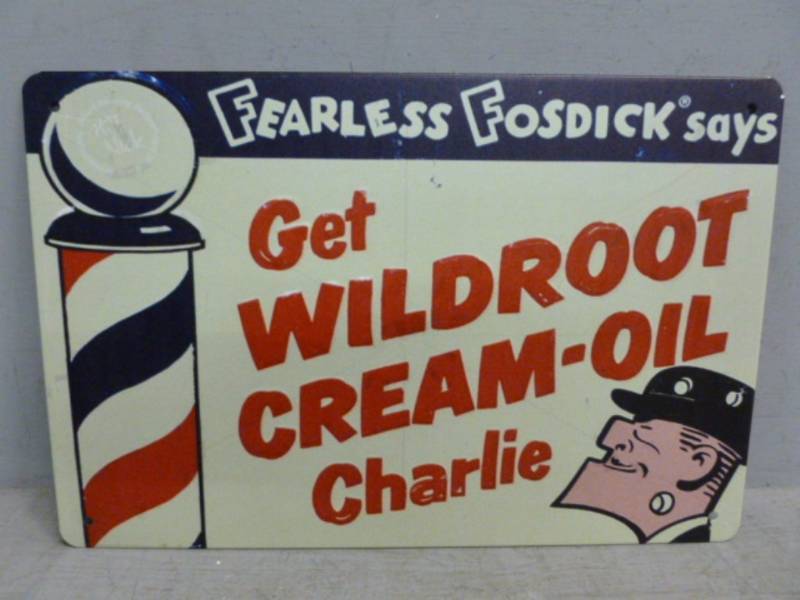 FEARLESS FOSDICK® says
Get
WILDROOT
CREAM-OIL
Charlie